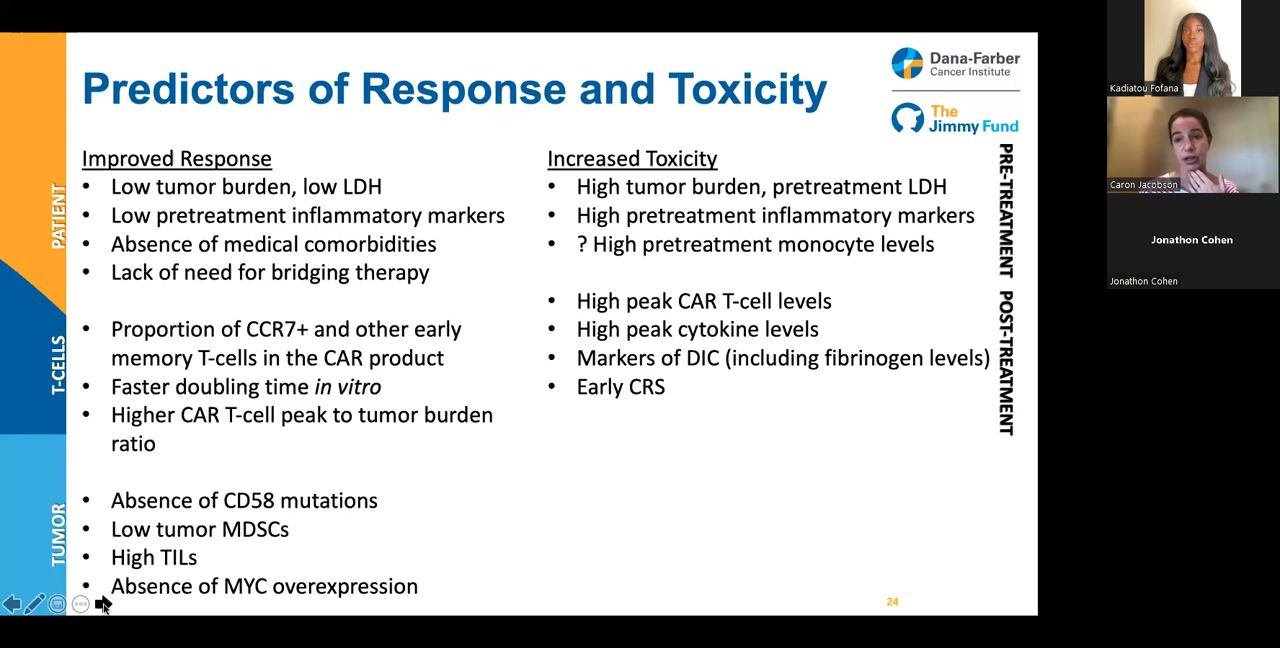 Predictors of Response and Toxicity
Dana-Farber
Cancer Institute
The
Jimmy Fund
PATIENT
T-CELLS
TUMOR
Improved Response
• Low tumor burden, low LDH
• Low pretreatment inflammatory markers
• Absence of medical comorbidities
• Lack of need for bridging therapy
• Proportion of CCR7+ and other early
memory T-cells in the CAR product
• Faster doubling time in vitro
• Higher CAR T-cell peak to tumor burden
ratio
• Absence of CD58 mutations
• Low tumor MDSCs
• High TILs
• Absence of MYC overexpression
Increased Toxicity
• High tumor burden, pretreatment LDH
• High pretreatment inflammatory markers
• ? High pretreatment monocyte levels
• High peak CAR T-cell levels
• High peak cytokine levels
• Markers of DIC (including fibrinogen levels)
• Early CRS
PRE-TREATMENT
POST-TREATMENT
24
Kadiatou Fofana
Caron Jacobson
Jonathon Cohen
Jonathon Cohen